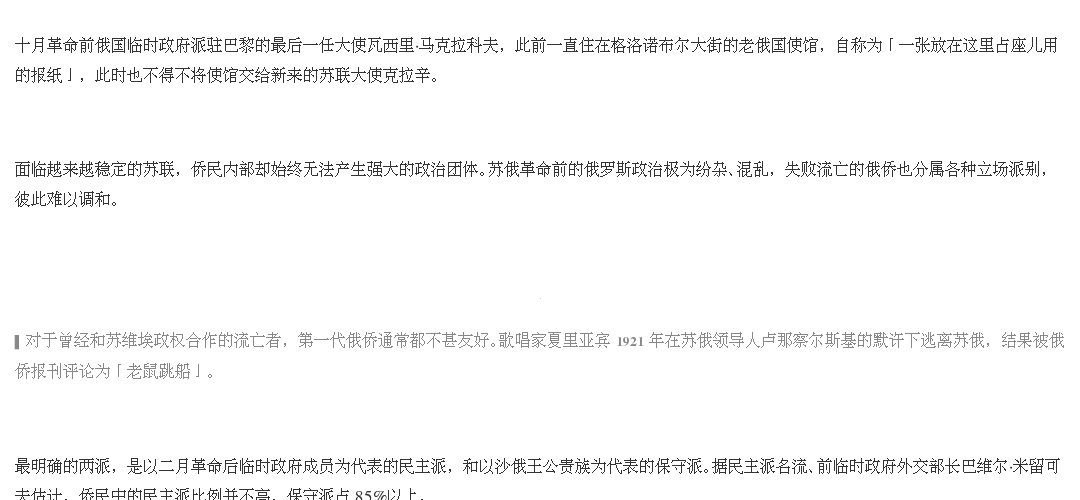 十月革命前俄国临时政府派驻巴黎的最后一任大使瓦西里·马克拉科夫，此前一直住在格洛诺布尔大街的老俄国使馆，自称为「一张放在这里占座儿用
的报纸」，此时也不得不将使馆交给新来的苏联大使克拉辛。
面临越来越稳定的苏联，侨民内部却始终无法产生强大的政治团体。苏俄革命前的俄罗斯政治极为纷杂、混乱，失败流亡的俄侨也分属各种立场派别，
彼此难以调和。
对于曾经和苏维埃政权合作的流亡者，第一代俄侨通常都不甚友好。歌唱家夏里亚宾 1921 年在苏俄领导人卢那察尔斯基的默许下逃离苏俄，结果被俄
侨报刊评论为「老鼠跳船」。
最明确的两派，是以二月革命后临时政府成员为代表的民主派，和以沙俄王公贵族为代表的保守派。据民主派名流、前临时政府外交部长巴维尔·米留可
夫估计，侨民中的民主派比例并不高，保守派占 85%以上。